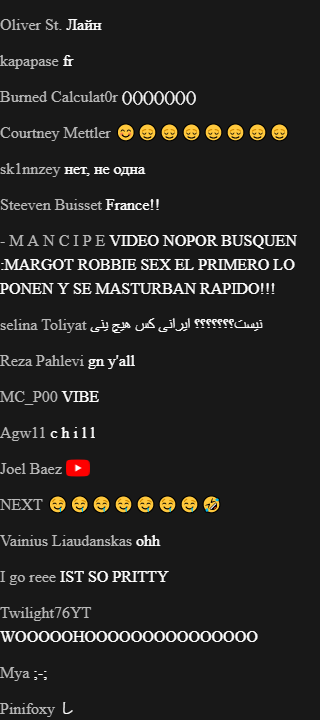 Oliver St. Лайн
kapapase fr
Burned Calculat0r ()()()()()()()
Courtney Mettler 😊😌😌😌😌😌😌😌
sk1nnzey нет, не одна
Steeven Buisset France!!
- M A N C I P E VIDEO NOPOR BUSQUEN
:MARGOT ROBBIE SEX EL PRIMERO LO
PONEN Y SE MASTURBAN RAPIDO!!!
selina Toliyat نیست؟؟؟؟؟؟؟ ایرانی کس هیچ ینی
Reza Pahlevi gn y'all
MC_P00 VIBE
Agw11 c h i l l
Joel Baez
NEXT 😂😂😂😂😂😂😂🤣
Vainius Liaudanskas ohh
I go reee IST SO PRITTY
Twilight76YT
WOOOOOHOOOOOOOOOOOOOOO
Mya ;-;
Pinifoxy し